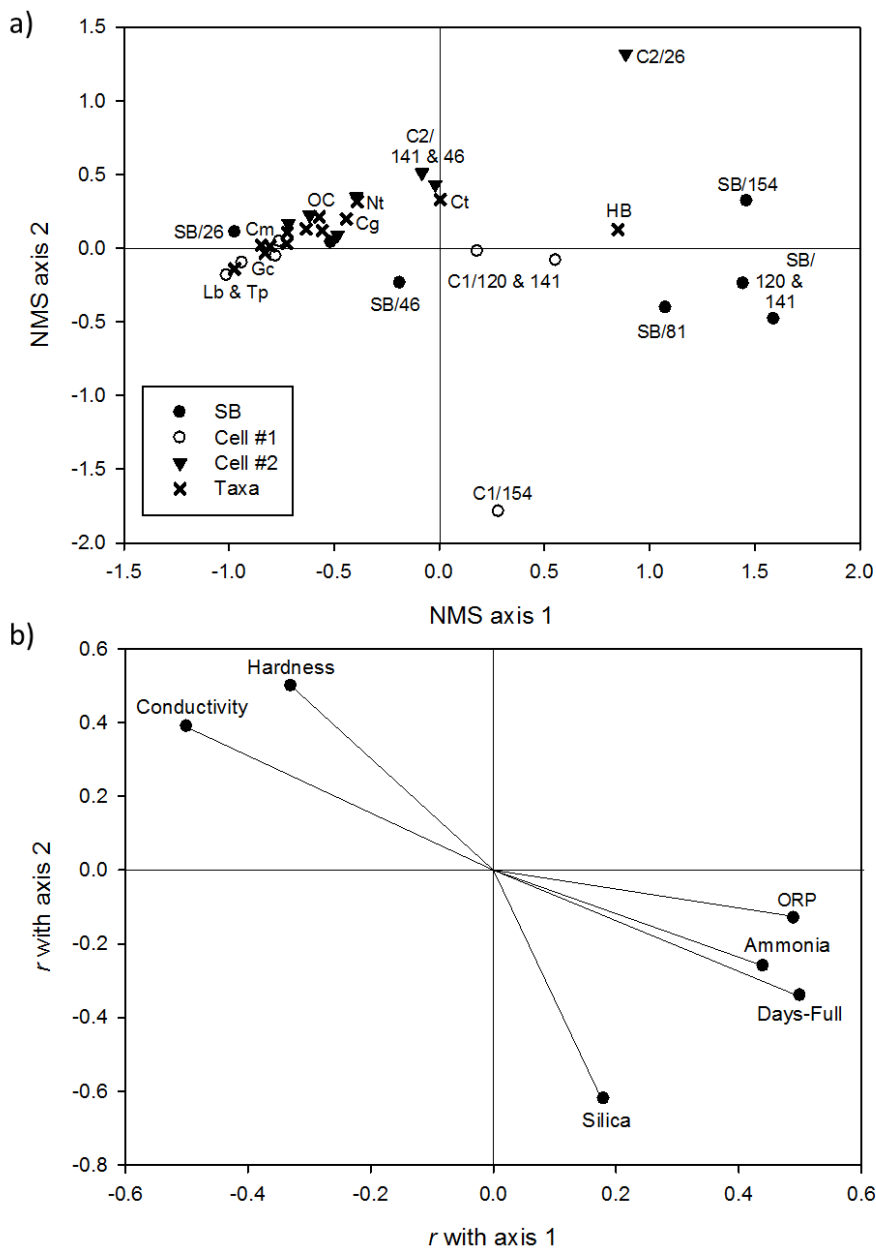 a)
1.5
1.0
0.5
0.0
-0.5
-1.0
-1.5
-2.0
NMS axis 2
C2/26
C2/
141 & 46
SB/154
OC
Nt
Ct
HB
SB/26
Cm
Cg
Gc
Lb & Tp
SB/46
C1/120 & 141
SB/
120 &
141
SB/81
C1/154
SB
Cell #1
Cell #2
Taxa
-1.5 -1.0 -0.5 0.0 0.5 1.0 1.5 2.0
NMS axis 1
b)
0.6
0.4
0.2
0.0
-0.2
-0.4
-0.6
-0.8
r with axis 2
Hardness
Conductivity
ORP
Ammonia
Days-Full
Silica
-0.6 -0.4 -0.2 0.0 0.2 0.4 0.6
r with axis 1